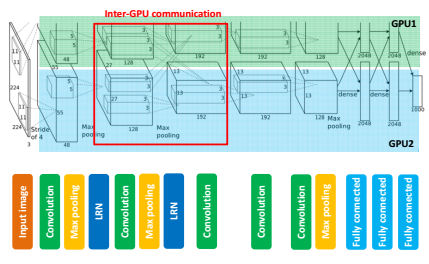 Inter-GPU communication
GPU1
GPU2
55
48
27
128
192
192
128
2048
2048
dense
224
11
11
224
3
Stride
of 4
55
5
5
48
Max
pooling
27
3
3
128
Max
pooling
13
3
3
192
13
3
3
192
13
3
3
128
Max
pooling
dense
2048
dense
2048
1000
Input Image
Convolution
Max pooling
LRN
Convolution
Max pooling
LRN
Convolution
Convolution
Convolution
Max pooling
Fully connected
Fully connected
Fully connected